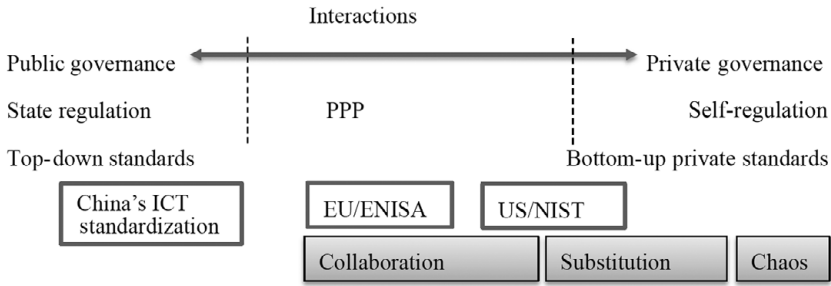 Interactions
Public governance
Private governance
State regulation
PPP
Self-regulation
Top-down standards
Bottom-up private standards
China’s ICT
standardization
EU/ENISA
US/NIST
Collaboration
Substitution
Chaos